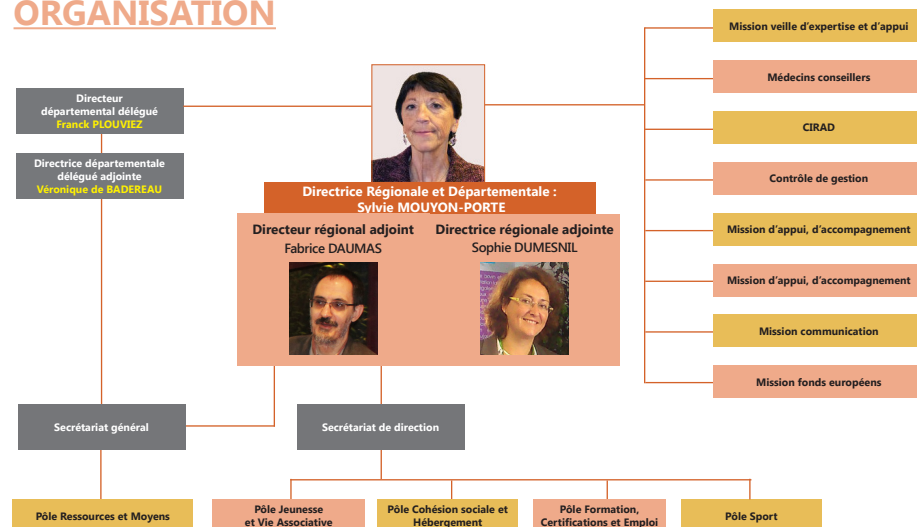 ORGANISATION
Mission veille d’expertise et d’appui
Médecins conseillers
CIRAD
Contrôle de gestion
Mission d’appui, d’accompagnement
Mission d’appui, d’accompagnement
Mission communication
Mission fonds européens
Directeur
départemental délégué
Franck PLOUVIEZ
Directrice départementale
délégué adjointe
Véronique de BADEREAU
Directrice Régionale et Départementale :
Sylvie MOUYON-PORTE
Directeur régional adjoint
Fabrice DAUMAS
Directrice régionale adjointe
Sophie DUMESNIL
Secrétariat général
Secrétariat de direction
Pôle Ressources et Moyens
Pôle Jeunesse
et Vie Associative
Pôle Cohésion sociale et
Hébergement
Pôle Formation,
Certifications et Emploi
Pôle Sport